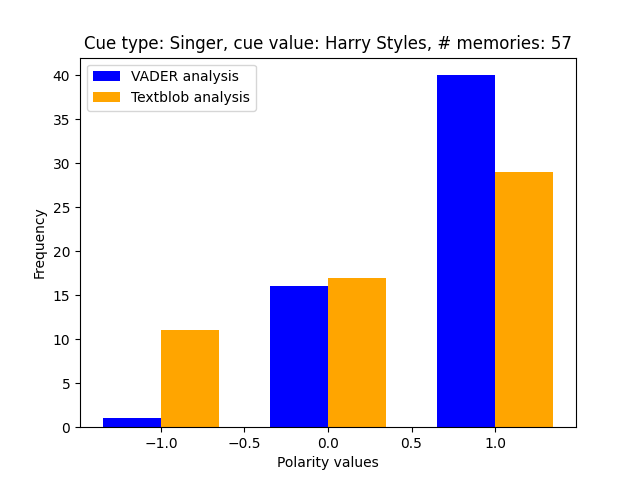 Cue type: Singer, cue value: Harry Styles, # memories: 57
VADER analysis
Textblob analysis
40
35
30
25
20
15
10
5
0
Frequency
−1.0 −0.5 0.0 0.5 1.0
Polarity values